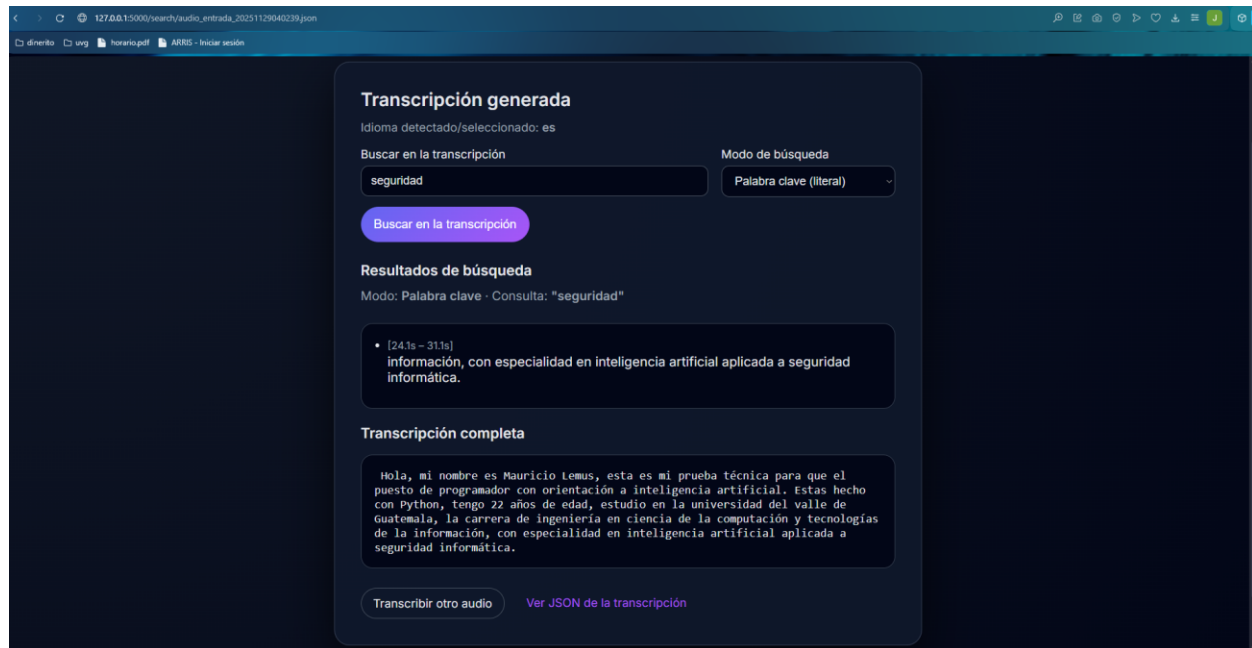 127.0.0.1:5000/search/audio_entrada_20251129040239.json
J
dinerito uvg horario.pdf ARRIS - Iniciar sesión
Transcripción generada
Idioma detectado/seleccionado: es
Buscar en la transcripción Modo de búsqueda
seguridad Palabra clave (literal)
Buscar en la transcripción
Resultados de búsqueda
Modo: Palabra clave · Consulta: "seguridad"
• [24.1s – 31.1s]
información, con especialidad en inteligencia artificial aplicada a seguridad
informática.
Transcripción completa
Hola, mi nombre es Mauricio Lemus, esta es mi prueba técnica para que el
puesto de programador con orientación a inteligencia artificial. Estas hecho
con Python, tengo 22 años de edad, estudio en la universidad del valle de
Guatemala, la carrera de ingeniería en ciencia de la computación y tecnologías
de la información, con especialidad en inteligencia artificial aplicada a
seguridad informática.
Transcribir otro audio Ver JSON de la transcripción